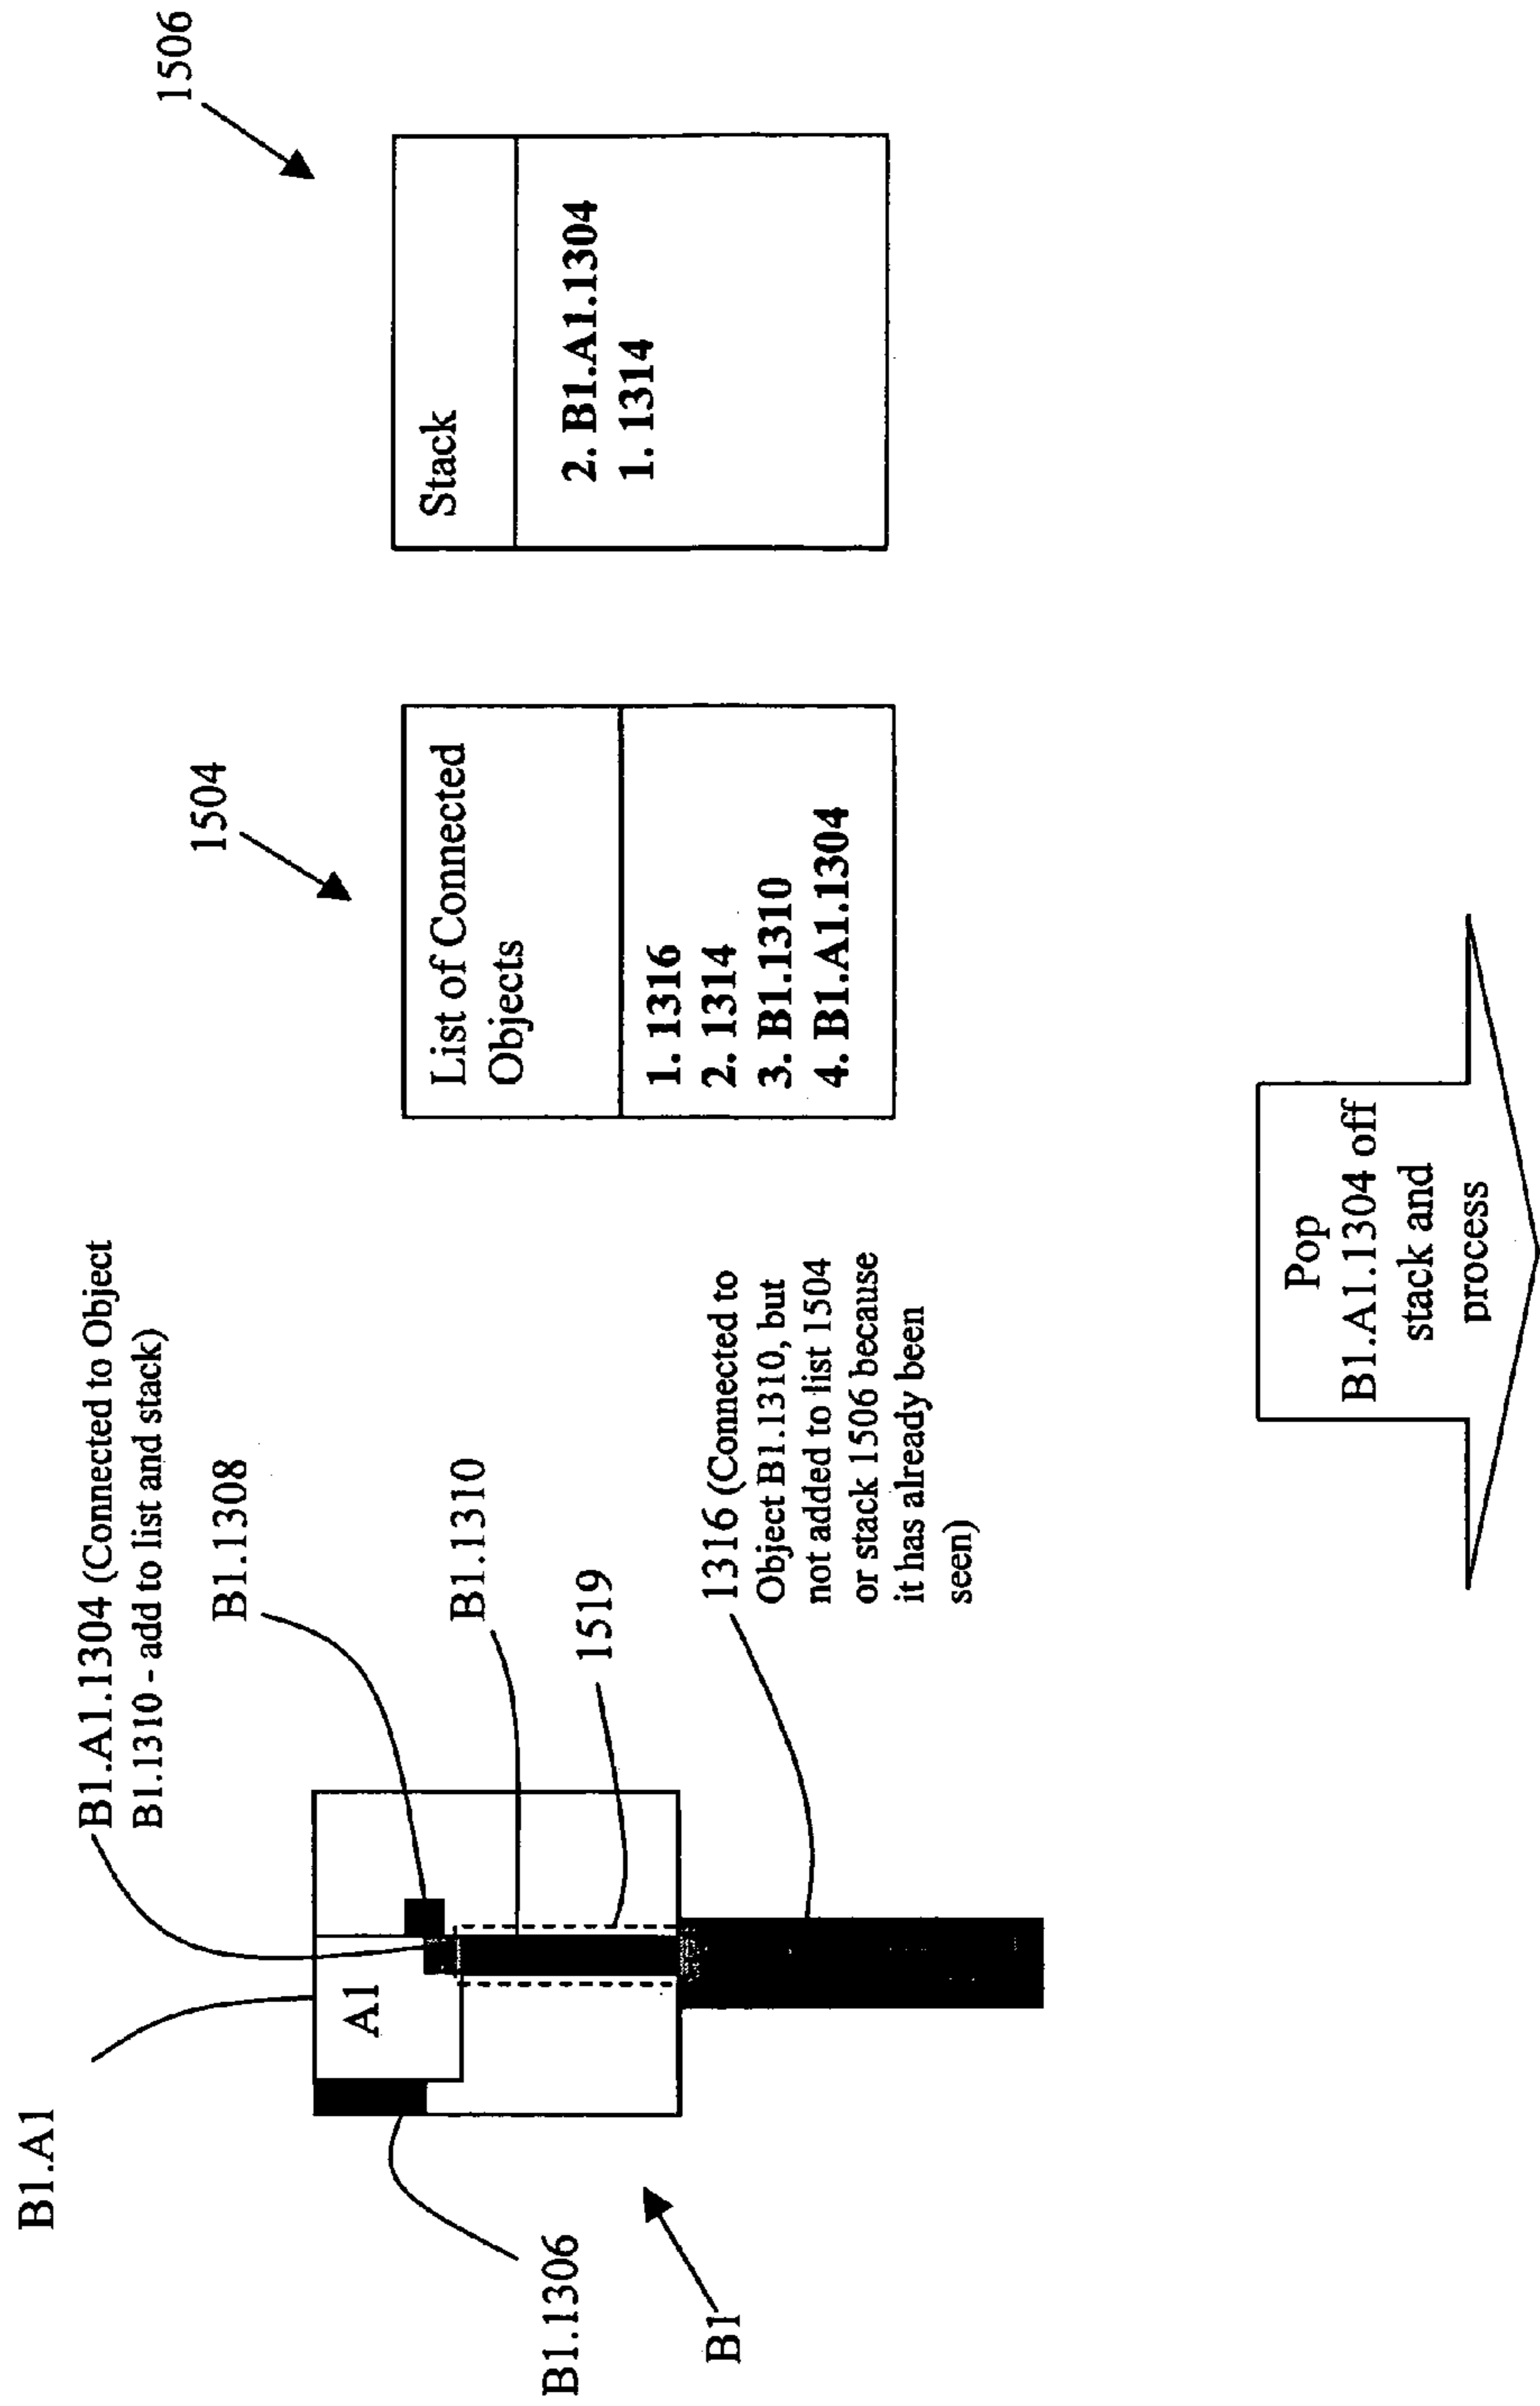 B1.A1
B1.A1.1304 (Connected to Object
B1.1310 - add to list and stack)
B1.1308
B1.1310
1519
1316 (Connected to
Object B1.1310, but
not added to list 1504
or stack 1506 because
it has already been
seen)
A1
B1.1306
B1
1504
List of Connected
Objects
1. 1316
2. 1314
3. B1.1310
4. B1.A1.1304
1506
Stack
2. B1.A1.1304
1. 1314
Pop
B1.A1.1304 off
stack and
process